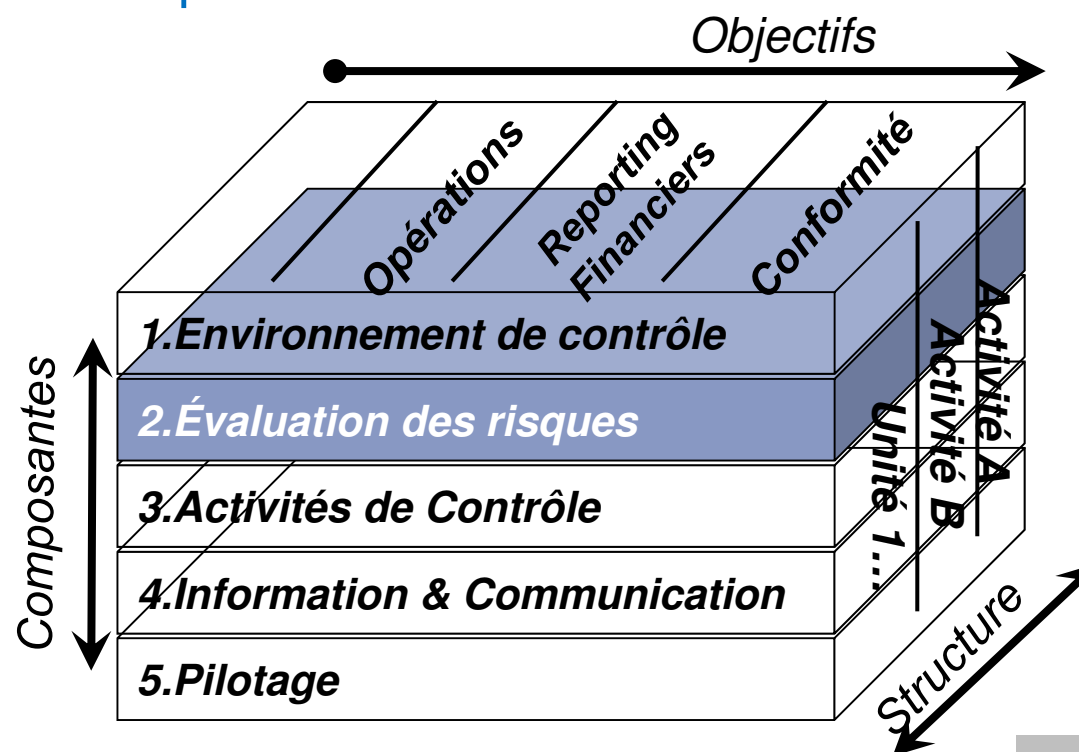 Objectifs
Opérations
Reporting
Financiers
Conformité
1.Environnement de contrôle
2.Évaluation des risques
3.Activités de Contrôle
4.Information & Communication
5.Pilotage
Composantes
Unité 1…
Activité B
Activité A
Structure